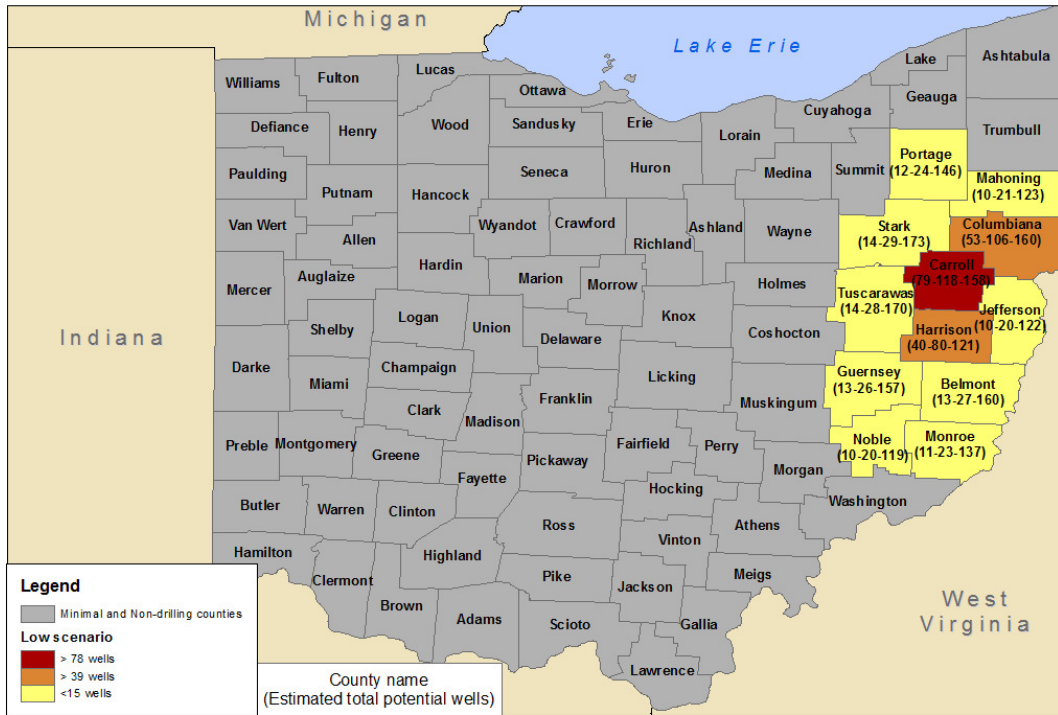 Michigan
Lake Erie
Ashtabula
Lake
Lucas
Fulton
Williams
Geauga
Ottawa
Cuyahoga
Defiance
Henry
Wood
Sandusky
Erie
Lorain
Trumbull
Portage
(12-24-146)
Paulding
Seneca
Huron
Medina
Summit
Mahoning
(10-21-123)
Putnam
Hancock
Van Wert
Wyandot
Crawford
Ashland
Wayne
Stark
(14-29-173)
Columbiana
(53-106-160)
Allen
Richland
Hardin
Carroll
(79-118-158)
Auglaize
Marion
Morrow
Holmes
Mercer
Tuscarawas
(14-28-170)
Jefferson
(10-20-122)
Logan
Knox
Shelby
Union
Coshocton
Harrison
(40-80-121)
Indiana
Delaware
Darke
Champaign
Licking
Guernsey
(13-26-157)
Belmont
(13-27-160)
Miami
Franklin
Muskingum
Clark
Madison
Noble
(10-20-119)
Monroe
(11-23-137)
Preble
Montgomery
Fairfield
Perry
Greene
Pickaway
Morgan
Fayette
Hocking
Washington
Butler
Warren
Clinton
Ross
Athens
Vinton
Hamilton
Highland
Meigs
Clermont
Pike
Jackson
Brown
Adams
Scioto
Gallia
Lawrence
West
Virginia
Legend
Minimal and Non-drilling counties
Low scenario
> 78 wells
> 39 wells
<15 wells
County name
(Estimated total potential wells)